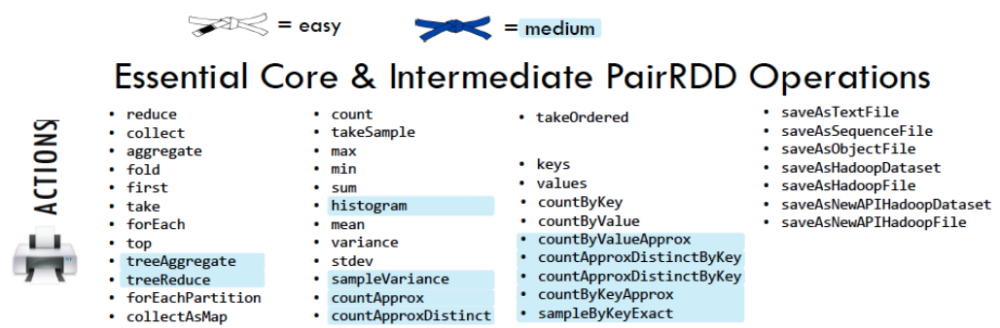 = easy
= medium
Essential Core & Intermediate PairRDD Operations
ACTIONS
• reduce
• collect
• aggregate
• fold
• first
• take
• forEach
• top
• treeAggregate
• treeReduce
• forEachPartition
• collectAsMap
• count
• takeSample
• max
• min
• sum
• histogram
• mean
• variance
• stdev
• sampleVariance
• countApprox
• countApproxDistinct
• takeOrdered
• keys
• values
• countByKey
• countByValue
• countByValueApprox
• countApproxDistinctByKey
• countApproxDistinctByKey
• countByKeyApprox
• sampleByKeyExact
• saveAsTextFile
• saveAsSequenceFile
• saveAsObjectFile
• saveAsHadoopDataset
• saveAsHadoopFile
• saveAsNewAPIHadoopDataset
• saveAsNewAPIHadoopFile